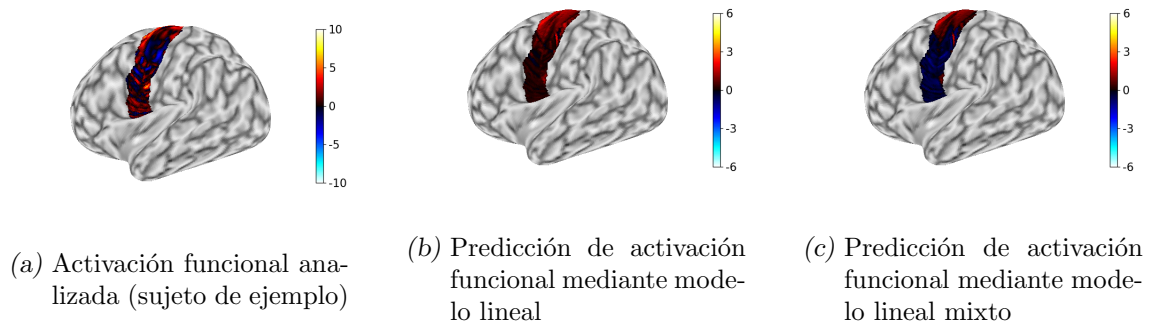 10
5
0
-5
-10
6
3
0
-3
-6
6
3
0
-3
-6
(a) Activación funcional ana-
lizada (sujeto de ejemplo)
(b) Predicción de activación
funcional mediante mode-
lo lineal
(c) Predicción de activación
funcional mediante mode-
lo lineal mixto